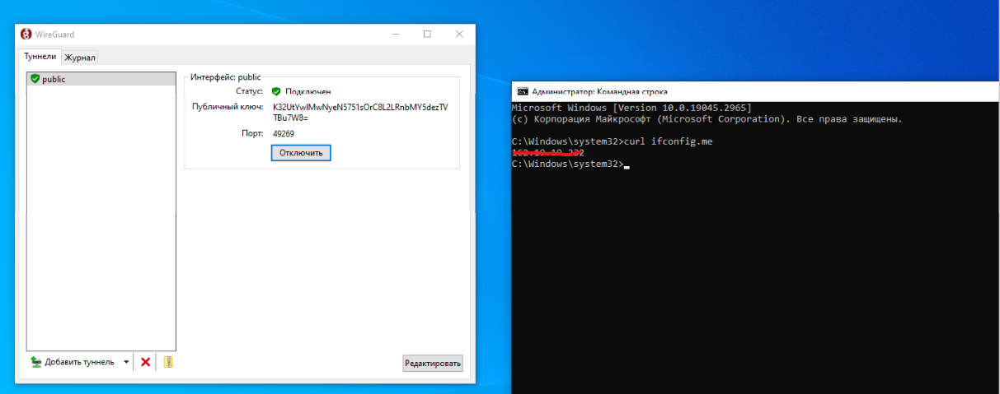 WireGuard
Туннели
Журнал
public
Интерфейс: public
Статус: Подключен
Публичный ключ: K32UtYwIMwNyeN5751sOrC8L2LRnbMY5dezTV
TBu7W8=
Порт: 49269
Отключить
Добавить туннель
Редактировать
Администратор: Командная строка
Microsoft Windows [Version 10.0.19045.2965]
(c) Корпорация Майкрософт (Microsoft Corporation). Все права защищены.
C:\Windows\system32>curl ifconfig.me
C:\Windows\system32>